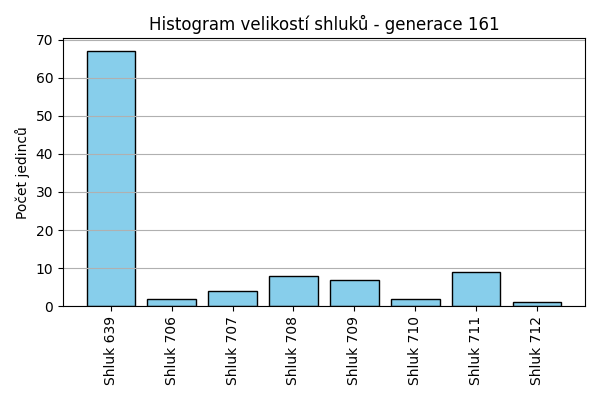 Histogram velikostí shluků - generace 161
Počet jedinců
70
60
50
40
30
20
10
0
Shluk 639
Shluk 706
Shluk 707
Shluk 708
Shluk 709
Shluk 710
Shluk 711
Shluk 712